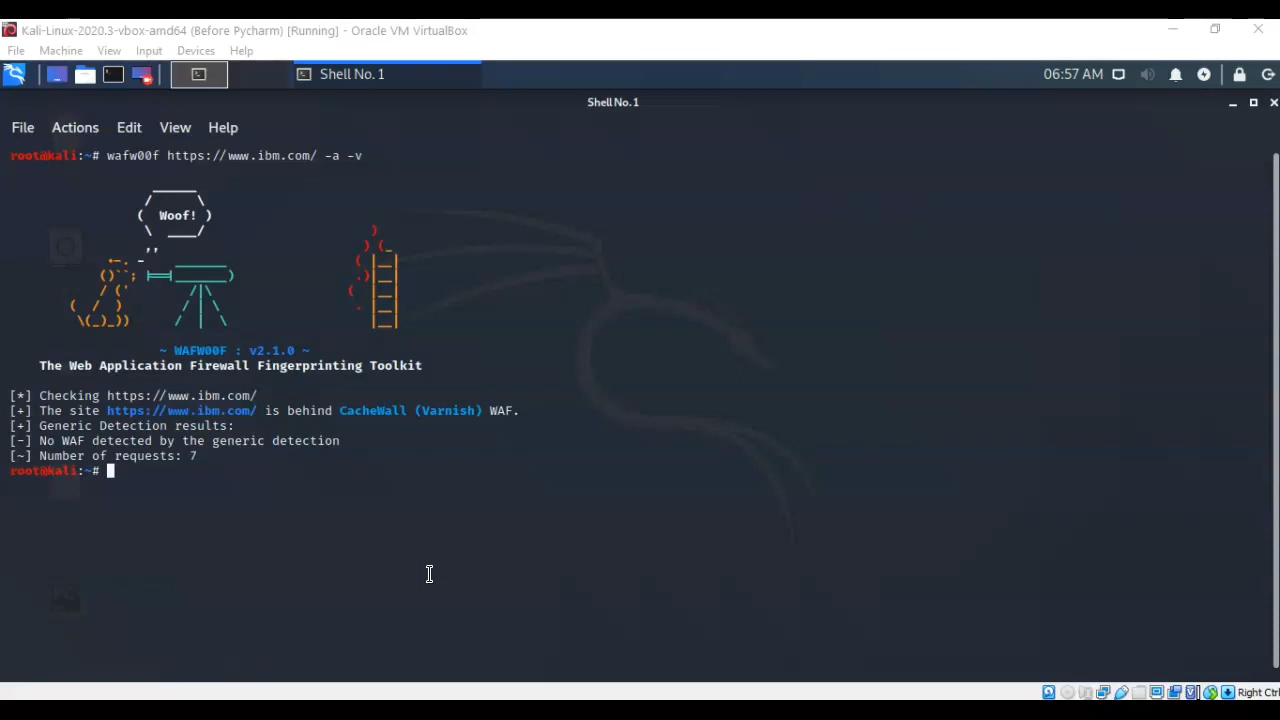 Kali-Linux-2020.3-vbox-amd64 (Before Pycharm) [Running] - Oracle VM VirtualBox
File Machine View Input Devices Help
Shell No. 1
06:57 AM
Shell No. 1
File Actions Edit View Help
root@kali:~# wafw00f https://www.ibm.com/ -a -v
Woof!
~ WAFW00F : v2.1.0 ~
The Web Application Firewall Fingerprinting Toolkit
[*] Checking https://www.ibm.com/
[+] The site https://www.ibm.com/ is behind CacheWall (Varnish) WAF.
[+] Generic Detection results:
[-] No WAF detected by the generic detection
[~] Number of requests: 7
root@kali:~#
Right Ctrl